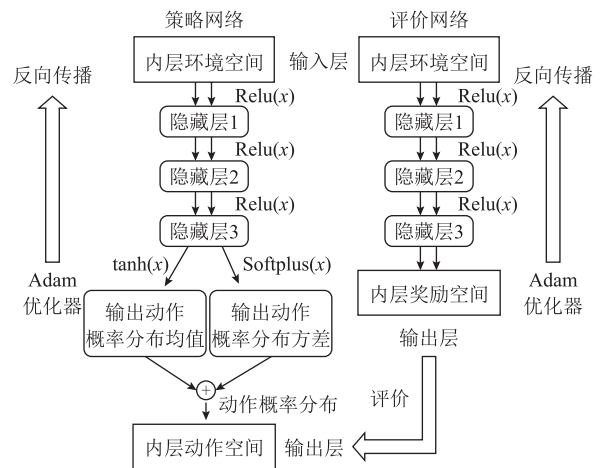 策略网络
评价网络
内层环境空间
输入层
内层环境空间
反向传播
反向传播
Relu(x)
Relu(x)
隐藏层1
隐藏层1
Relu(x)
Relu(x)
隐藏层2
隐藏层2
Relu(x)
Relu(x)
隐藏层3
隐藏层3
tanh(x)
Softplus(x)
Adam
优化器
内层奖励空间
Adam
优化器
输出动作
概率分布均值
输出动作
概率分布方差
输出层
+
动作概率分布
评价
内层动作空间
输出层